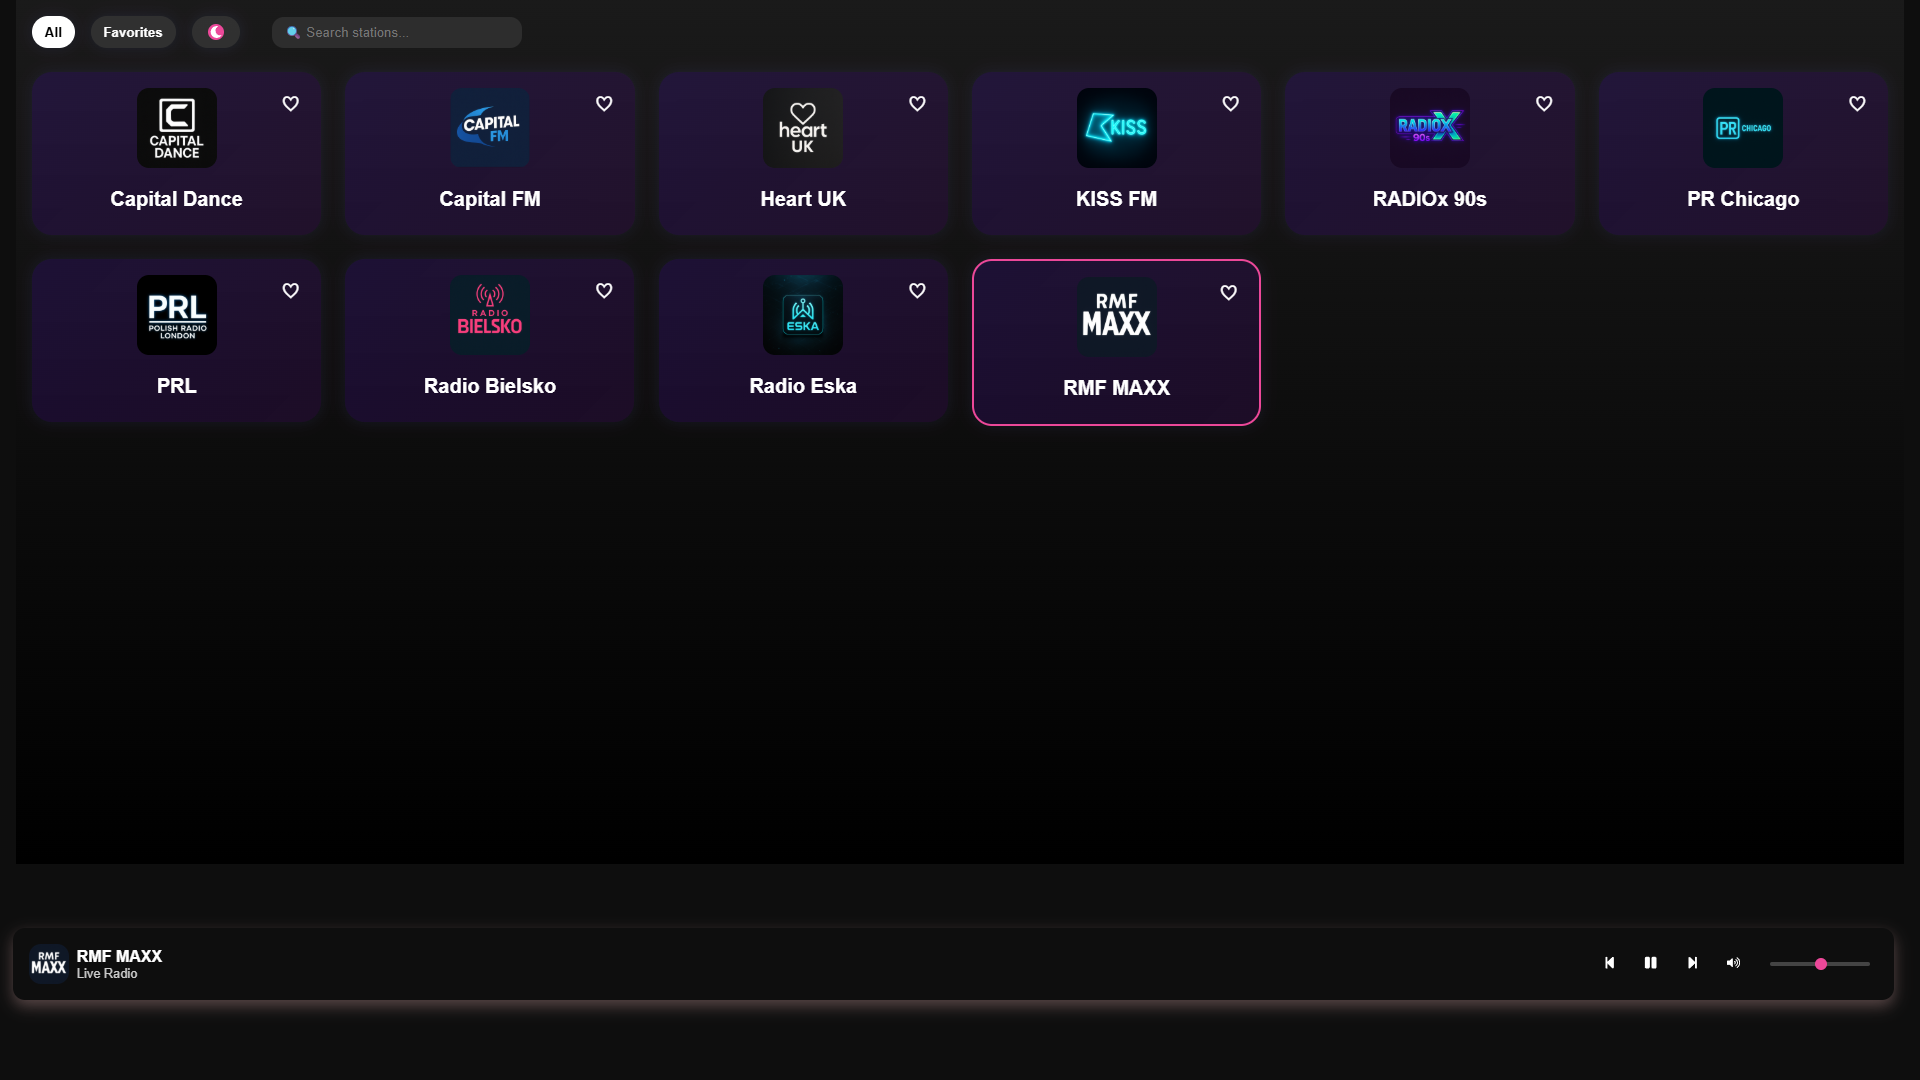 All
Favorites
Search stations...
CAPITAL
DANCE
Capital Dance
CAPITAL
FM
Capital FM
heart
UK
Heart UK
KISS
KISS FM
RADIOX
90s
RADIOx 90s
PR CHICAGO
PR Chicago
PRL
POLISH RADIO
LONDON
PRL
RADIO
BIELSKO
Radio Bielsko
ESKA
Radio Eska
RMF
MAXX
RMF MAXX
RMF
MAXX
RMF MAXX
Live Radio